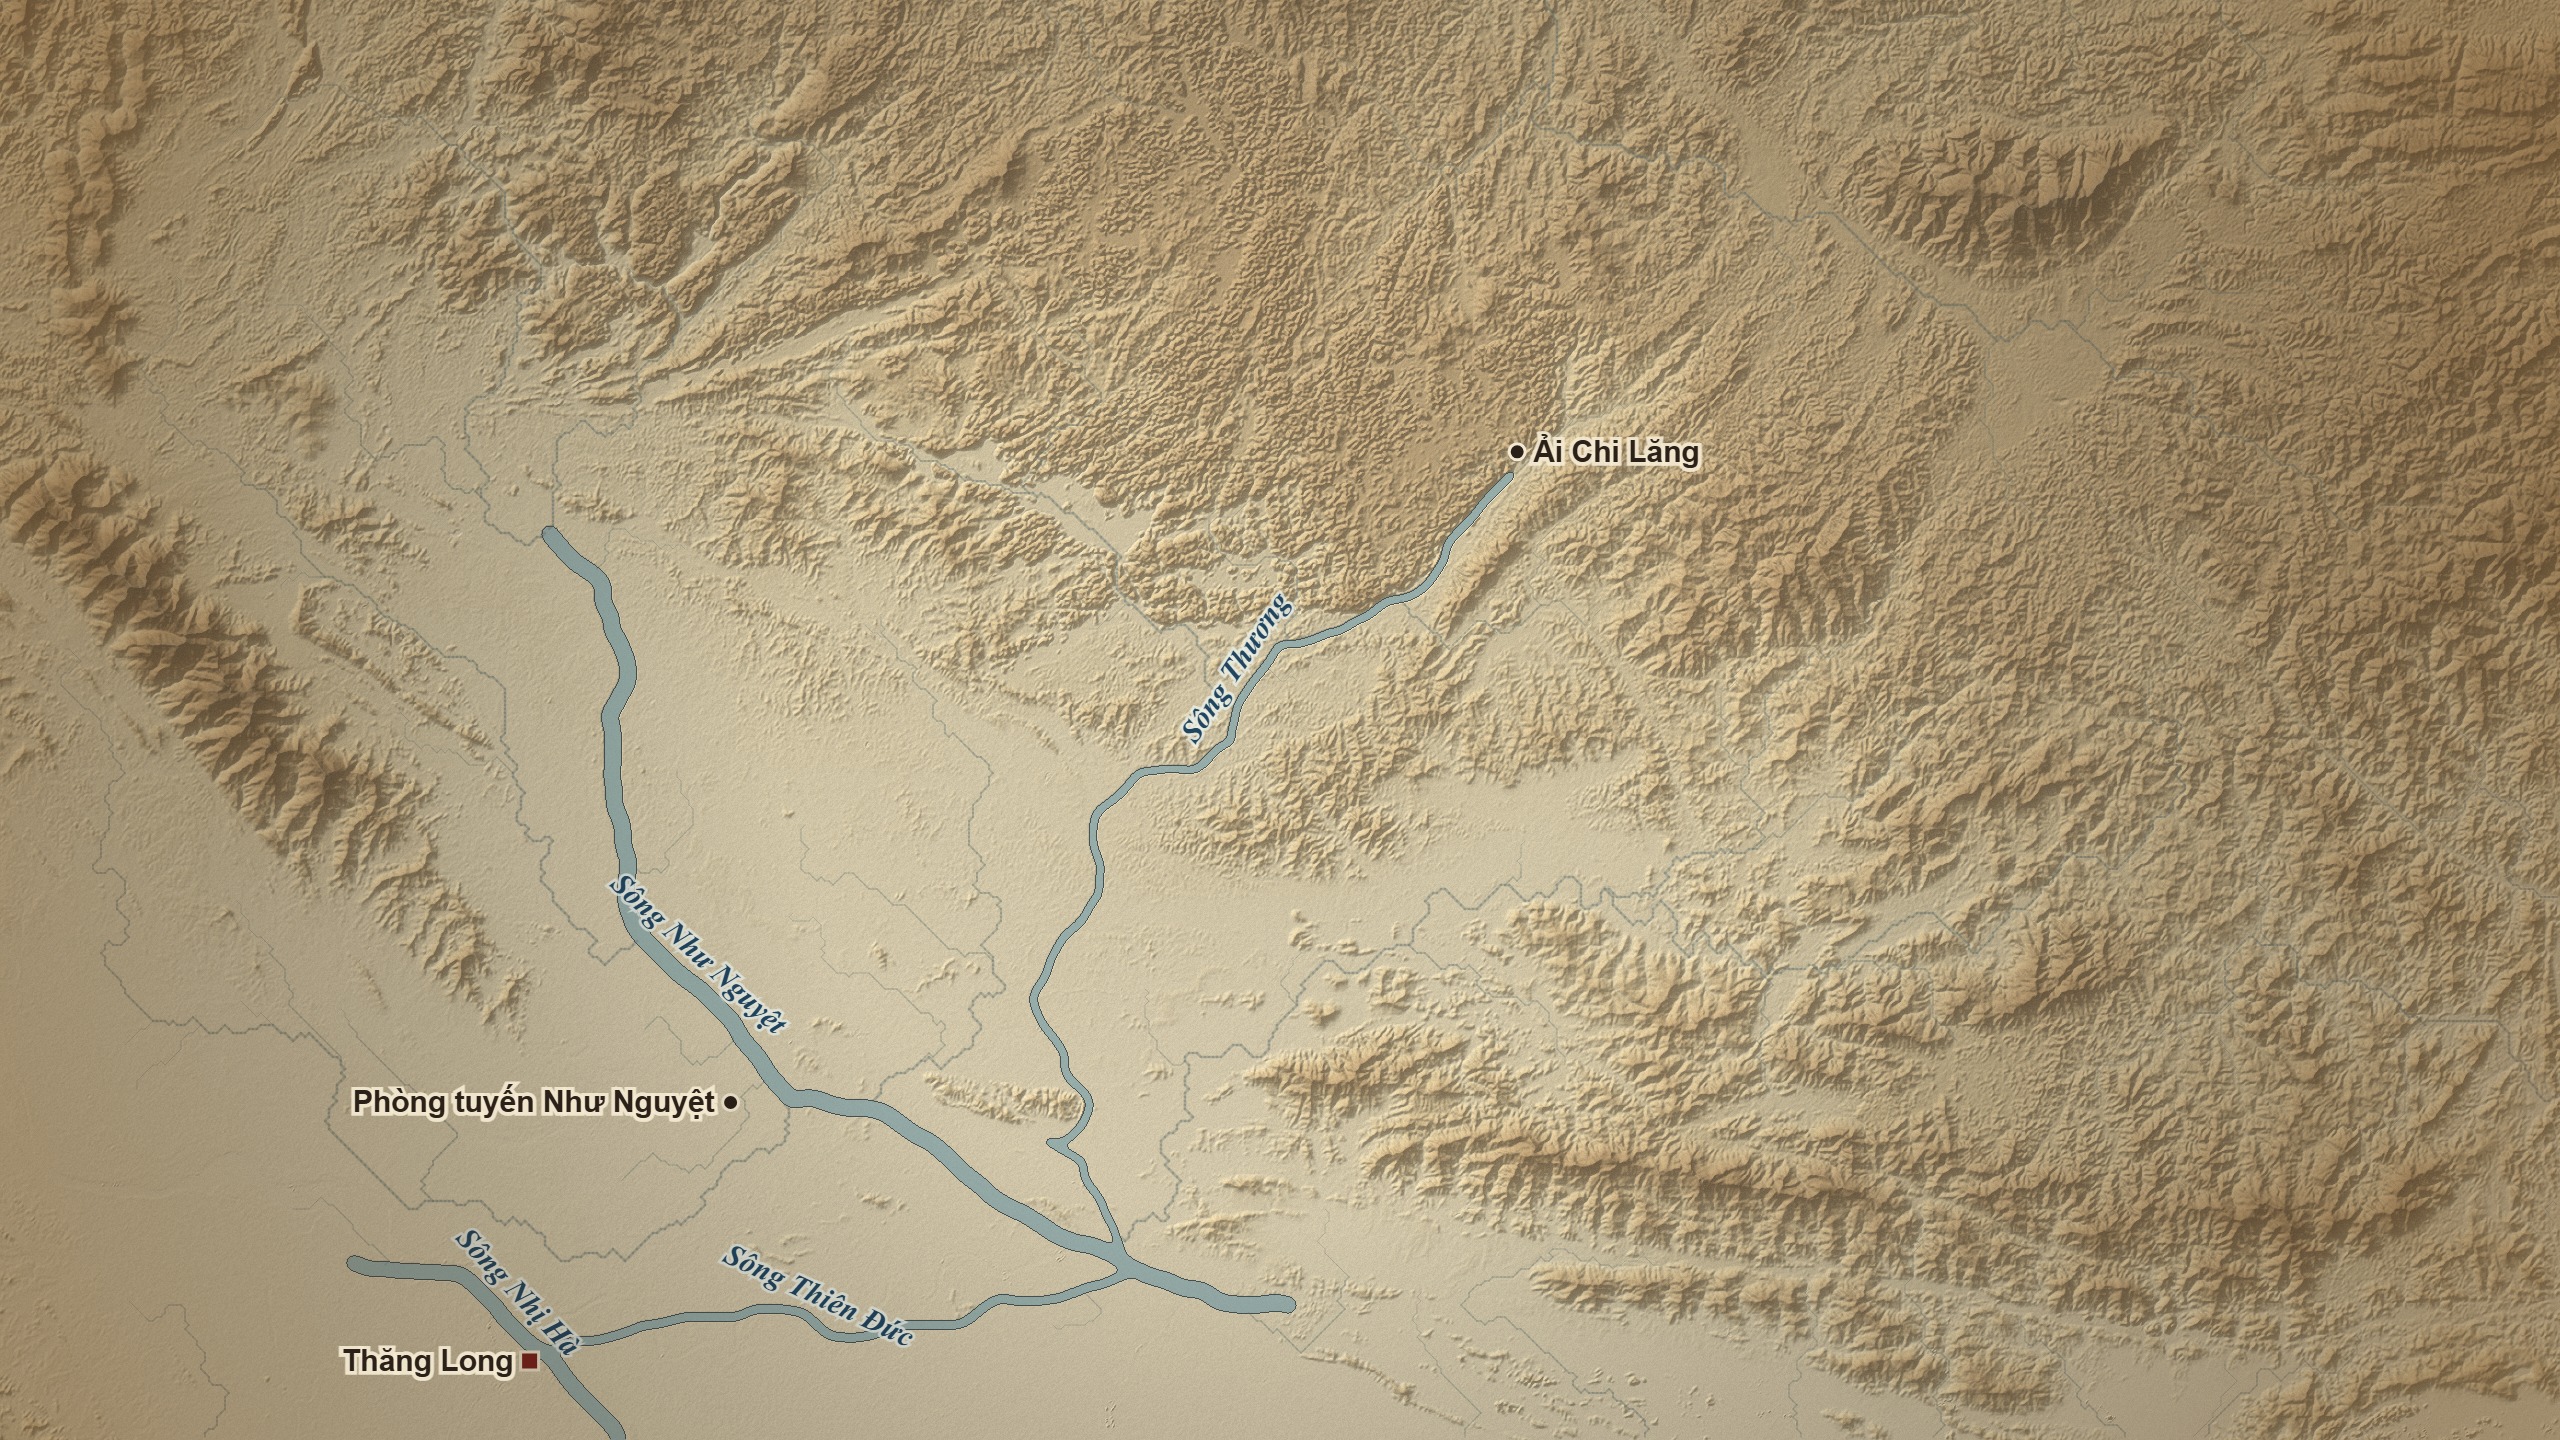 Ải Chi Lăng
Sông Thương
Sông Như Nguyệt
Phòng tuyến Như Nguyệt
Sông Nhị Hà
Sông Thiên Đức
Thăng Long